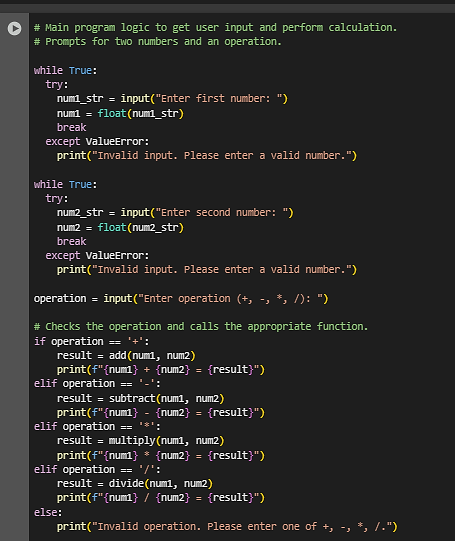 # Main program logic to get user input and perform calculation.
# Prompts for two numbers and an operation.

while True:
  try:
    num1_str = input("Enter first number: ")
    num1 = float(num1_str)
    break
  except ValueError:
    print("Invalid input. Please enter a valid number.")

while True:
  try:
    num2_str = input("Enter second number: ")
    num2 = float(num2_str)
    break
  except ValueError:
    print("Invalid input. Please enter a valid number.")

operation = input("Enter operation (+, -, *, /): ")

# Checks the operation and calls the appropriate function.
if operation == '+':
    result = add(num1, num2)
    print(f"{num1} + {num2} = {result}")
elif operation == '-':
    result = subtract(num1, num2)
    print(f"{num1} - {num2} = {result}")
elif operation == '*':
    result = multiply(num1, num2)
    print(f"{num1} * {num2} = {result}")
elif operation == '/':
    result = divide(num1, num2)
    print(f"{num1} / {num2} = {result}")
else:
    print("Invalid operation. Please enter one of +, -, *, /.")